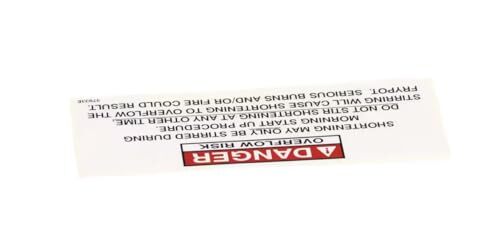 DANGER
OVERFLOW RISK
SHORTENING MAY ONLY BE STIRRED DURING
MORNING START UP PROCEDURE.
DO NOT STIR SHORTENING AT ANY OTHER TIME.
STIRRING WILL CAUSE SHORTENING TO OVERFLOW THE
FRYPOT. SERIOUS BURNS AND/OR FIRE COULD RESULT.